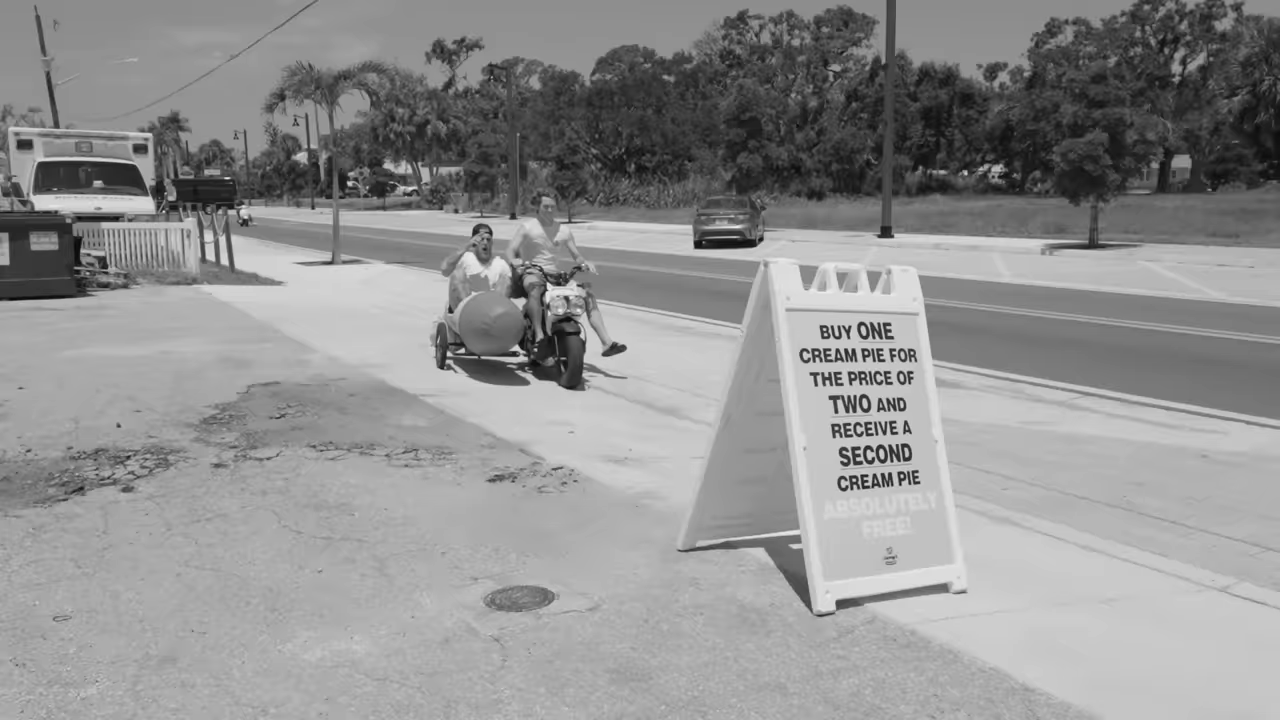 BUY ONE
CREAM PIE FOR
THE PRICE OF
TWO AND
RECEIVE A
SECOND
CREAM PIE
ABSOLUTELY
FREE!